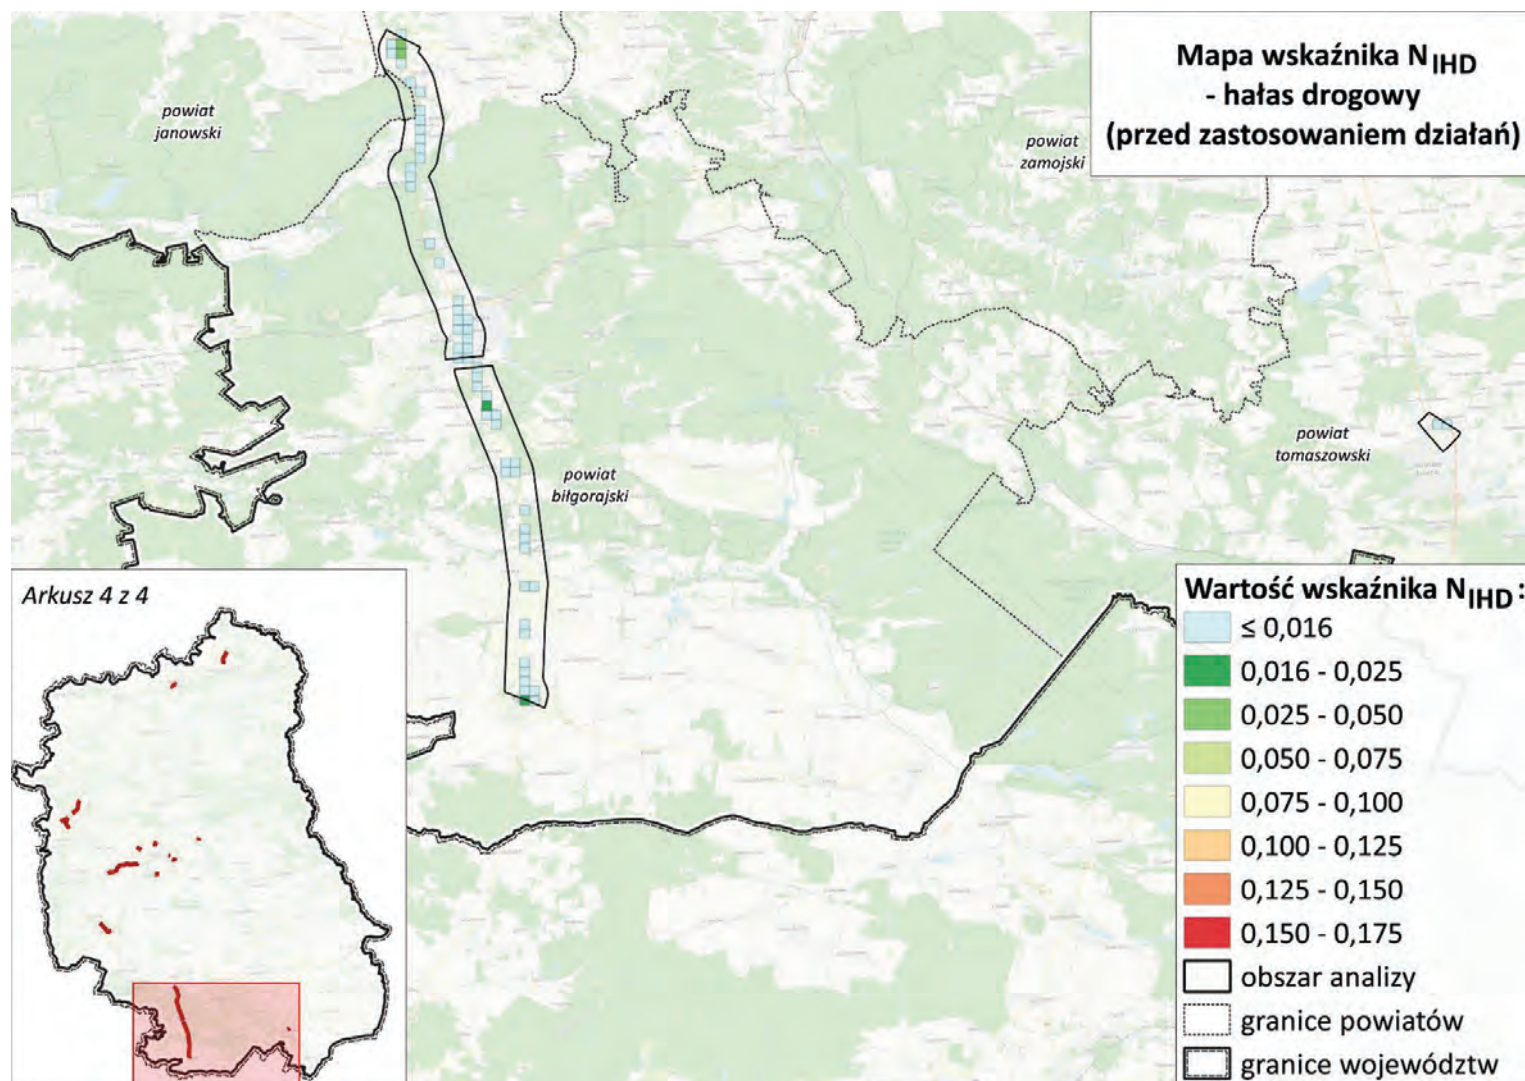 Mapa wskaźnika N_IHD
- hałas drogowy
(przed zastosowaniem działań)
powiat
janowski
powiat
zamojski
powiat
tomaszowski
powiat
biłgorajski
Arkusz 4 z 4
Wartość wskaźnika N_IHD :
≤ 0,016
0,016 - 0,025
0,025 - 0,050
0,050 - 0,075
0,075 - 0,100
0,100 - 0,125
0,125 - 0,150
0,150 - 0,175
obszar analizy
granice powiatów
granice województw